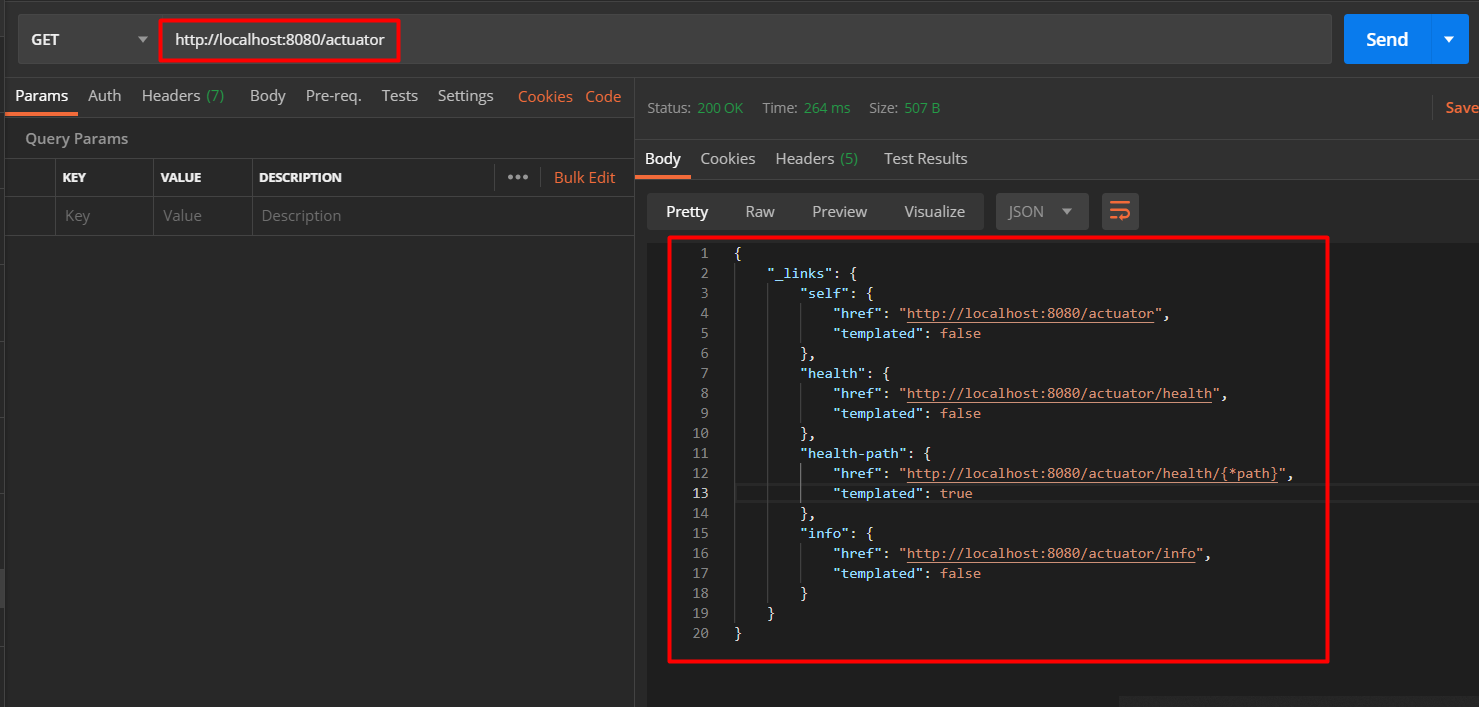 GET http://localhost:8080/actuator Send
Params Auth Headers (7) Body Pre-req. Tests Settings Cookies Code
Query Params
KEY VALUE DESCRIPTION ••• Bulk Edit
Key Value Description
Status: 200 OK Time: 264 ms Size: 507 B Save
Body Cookies Headers (5) Test Results
Pretty Raw Preview Visualize JSON
1 {
2 "_links": {
3 "self": {
4 "href": "http://localhost:8080/actuator",
5 "templated": false
6 },
7 "health": {
8 "href": "http://localhost:8080/actuator/health",
9 "templated": false
10 },
11 "health-path": {
12 "href": "http://localhost:8080/actuator/health/{*path}",
13 "templated": true
14 },
15 "info": {
16 "href": "http://localhost:8080/actuator/info",
17 "templated": false
18 }
19 }
20 }